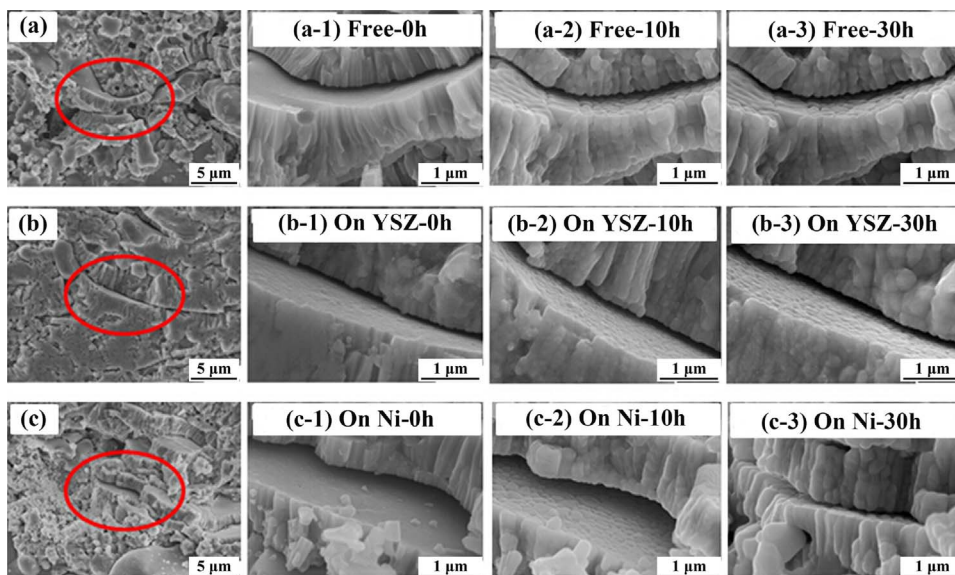 (a)
(a-1) Free-0h
(a-2) Free-10h
(a-3) Free-30h
5 μm
1 μm
1 μm
1 μm
(b)
(b-1) On YSZ-0h
(b-2) On YSZ-10h
(b-3) On YSZ-30h
5 μm
1 μm
1 μm
1 μm
(c)
(c-1) On Ni-0h
(c-2) On Ni-10h
(c-3) On Ni-30h
5 μm
1 μm
1 μm
1 μm